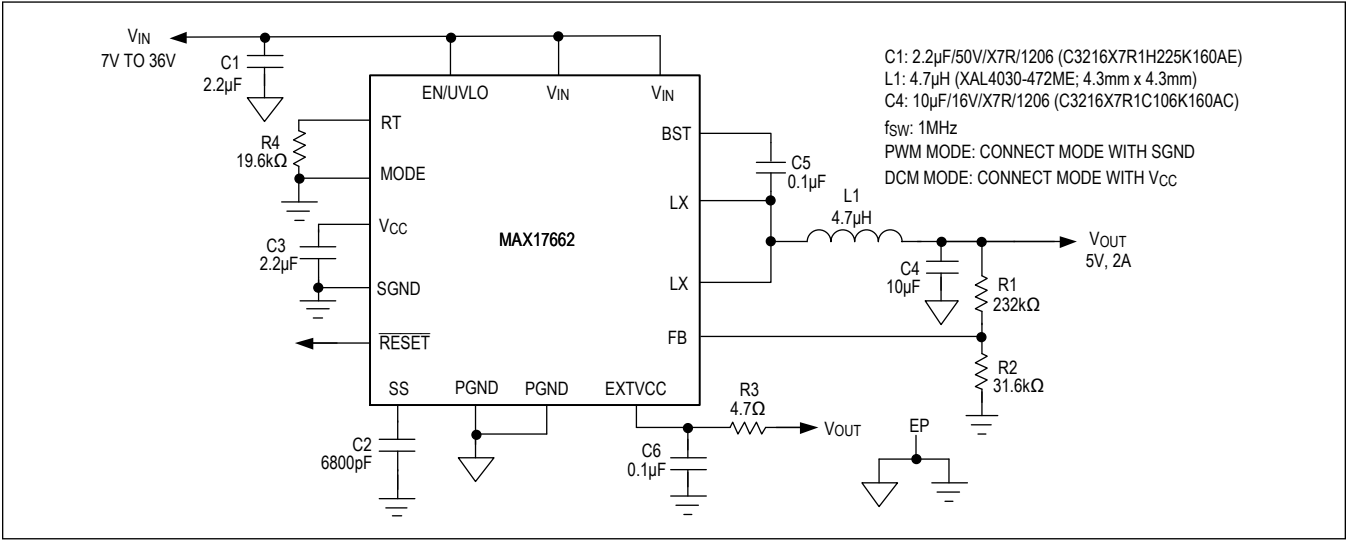 VIN
7V TO 36V
C1
2.2µF
EN/UVLO
VIN
VIN
C1: 2.2µF/50V/X7R/1206 (C3216X7R1H225K160AE)
L1: 4.7µH (XAL4030-472ME; 4.3mm x 4.3mm)
C4: 10µF/16V/X7R/1206 (C3216X7R1C106K160AC)
fSW: 1MHz
PWM MODE: CONNECT MODE WITH SGND
DCM MODE: CONNECT MODE WITH VCC
RT
R4
19.6kΩ
MODE
BST
C5
0.1µF
LX
L1
4.7µH
VCC
C3
2.2µF
MAX17662
VOUT
5V, 2A
SGND
LX
C4
10µF
R1
232kΩ
RESET
FB
R2
31.6kΩ
SS
PGND
PGND
EXTVCC
R3
4.7Ω
VOUT
C2
6800pF
C6
0.1µF
EP